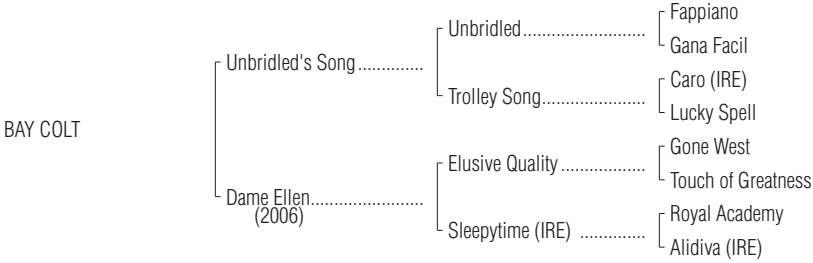 Fappiano
Unbridled..........................
Gana Facil
Unbridled's Song..............
Caro (IRE)
Trolley Song......................
Lucky Spell
BAY COLT
Gone West
Elusive Quality ..................
Touch of Greatness
Dame Ellen........................
(2006)
Royal Academy
Sleepytime (IRE) ..............
Alidiva (IRE)